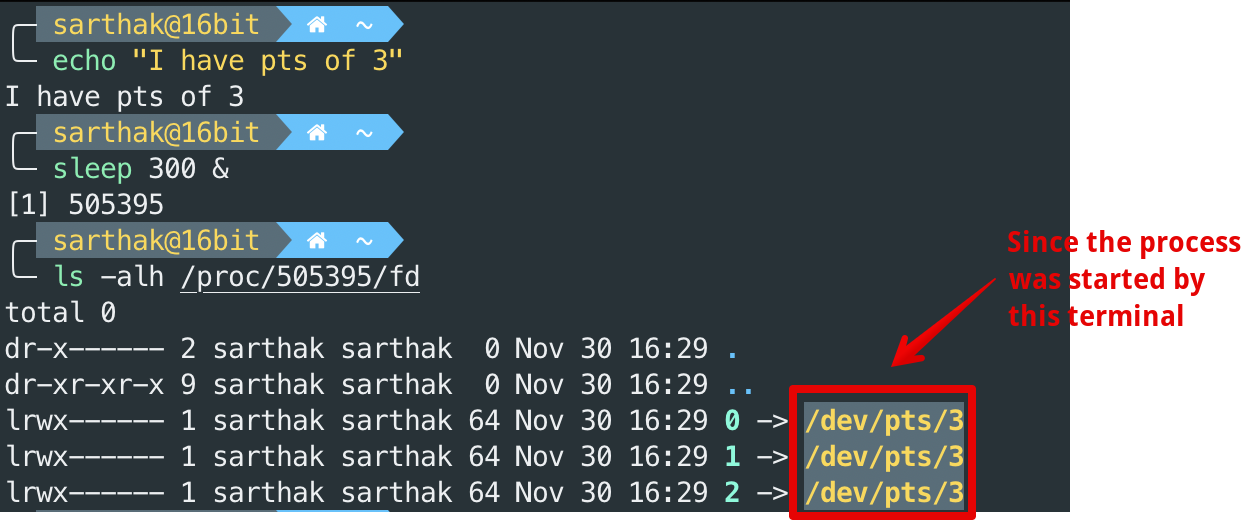 sarthak@16bit ~
echo "I have pts of 3"
I have pts of 3
sarthak@16bit ~
sleep 300 &
[1] 505395
sarthak@16bit ~
ls -alh /proc/505395/fd
total 0
dr-x------ 2 sarthak sarthak  0 Nov 30 16:29 .
dr-xr-xr-x 9 sarthak sarthak  0 Nov 30 16:29 ..
lrwx------ 1 sarthak sarthak 64 Nov 30 16:29 0 -> /dev/pts/3
lrwx------ 1 sarthak sarthak 64 Nov 30 16:29 1 -> /dev/pts/3
lrwx------ 1 sarthak sarthak 64 Nov 30 16:29 2 -> /dev/pts/3
Since the process
was started by
this terminal